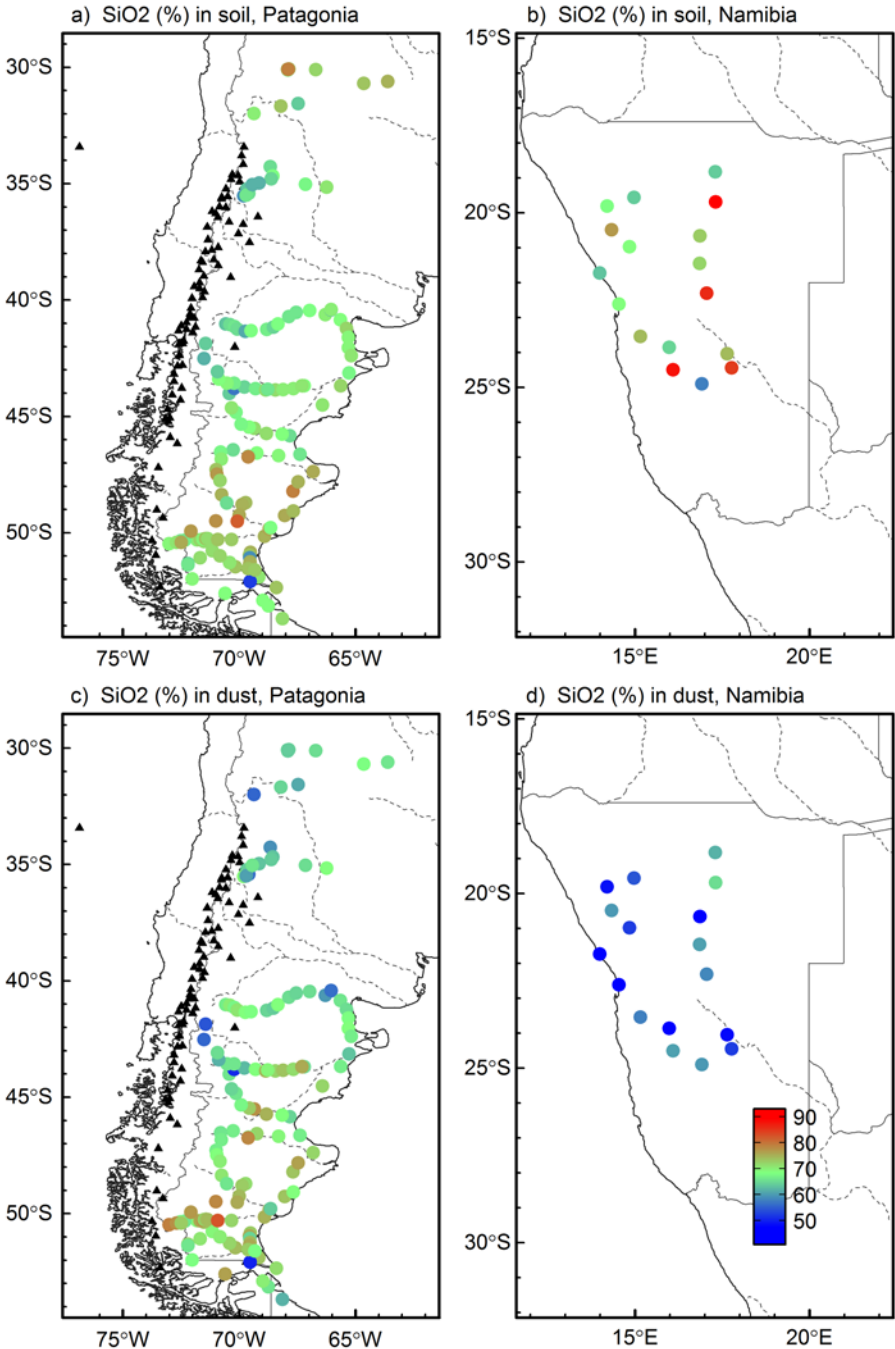 a) SiO2 (%) in soil, Patagonia
b) SiO2 (%) in soil, Namibia
30°S
35°S
40°S
45°S
50°S
75°W 70°W 65°W
15°S
20°S
25°S
30°S
15°E 20°E
c) SiO2 (%) in dust, Patagonia
d) SiO2 (%) in dust, Namibia
30°S
35°S
40°S
45°S
50°S
75°W 70°W 65°W
15°S
20°S
25°S
30°S
15°E 20°E
90
80
70
60
50